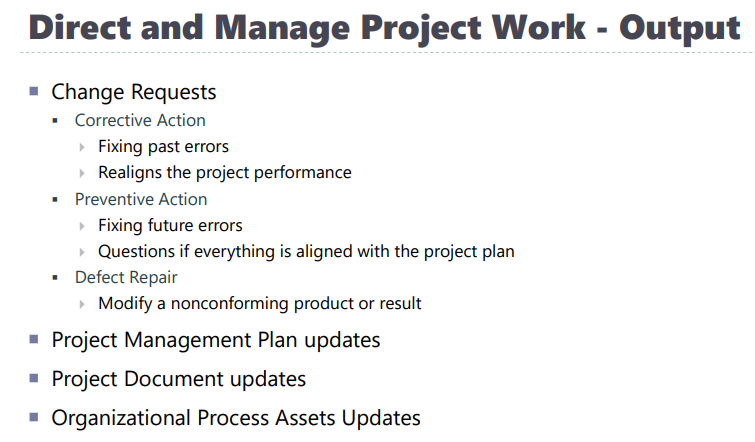 Direct and Manage Project Work - Output
Change Requests
Corrective Action
Fixing past errors
Realigns the project performance
Preventive Action
Fixing future errors
Questions if everything is aligned with the project plan
Defect Repair
Modify a nonconforming product or result
Project Management Plan updates
Project Document updates
Organizational Process Assets Updates